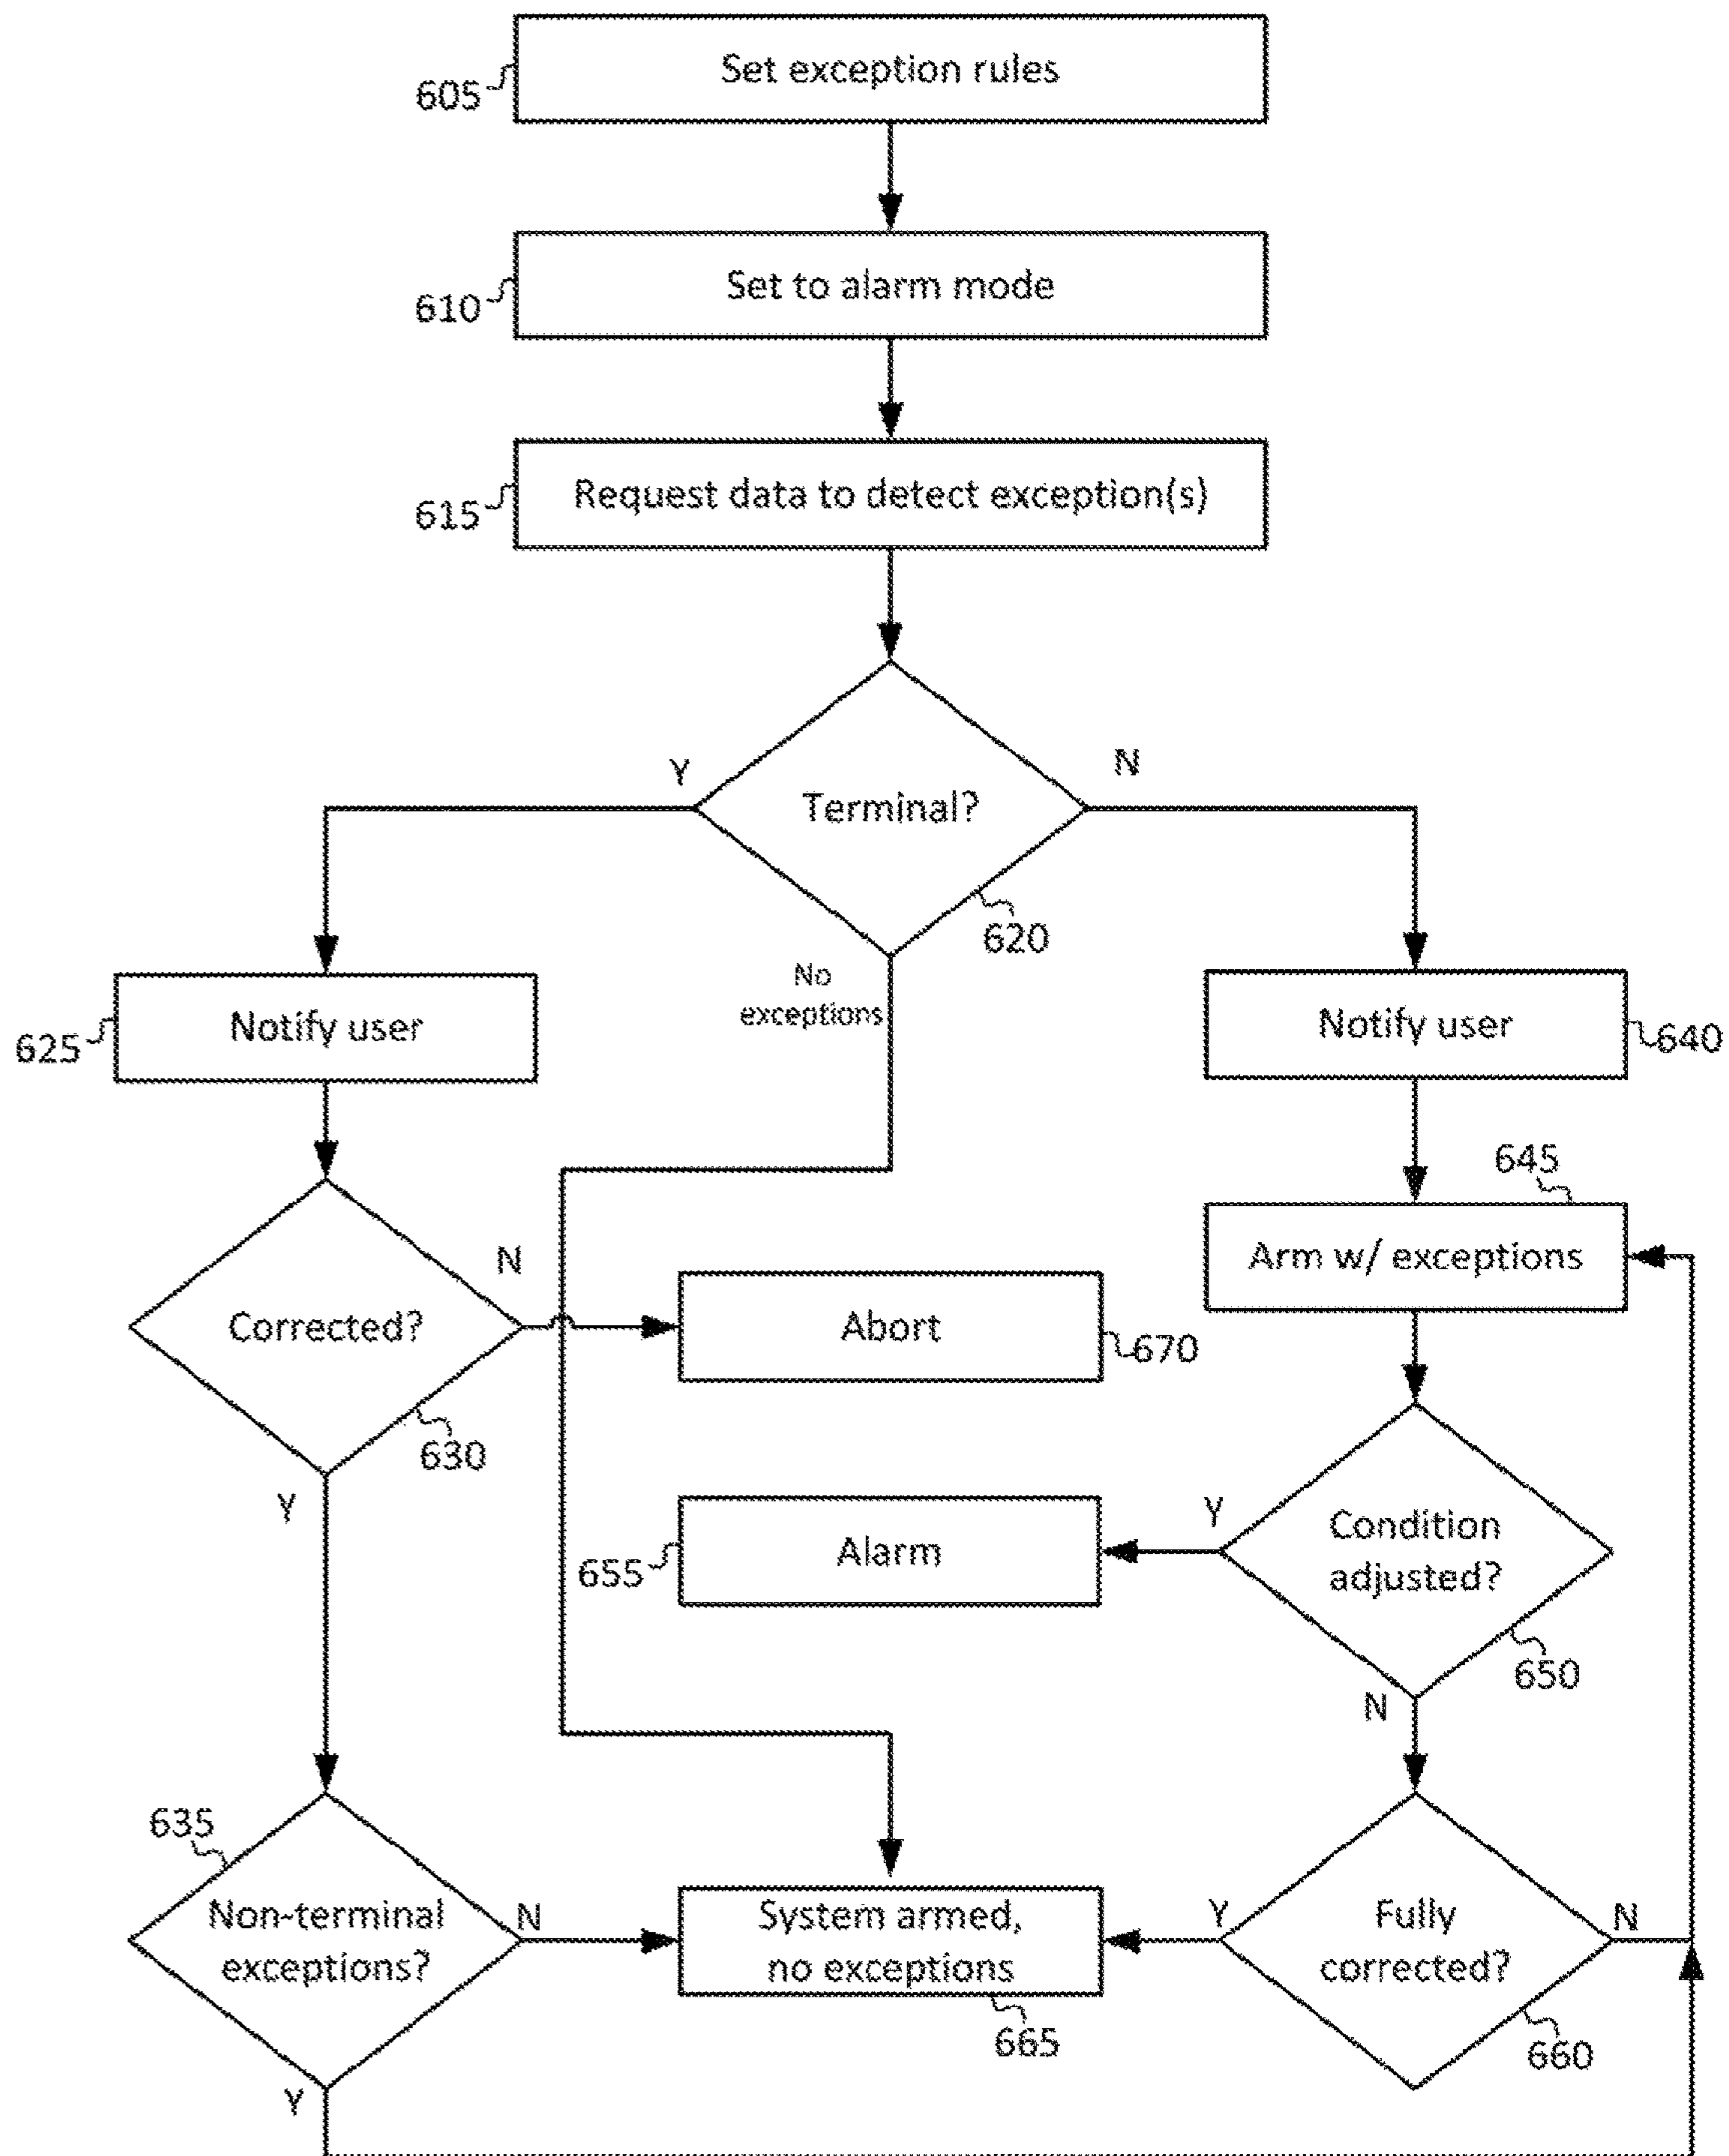 Set exception rules
605
Set to alarm mode
610
Request data to detect exception(s)
615
Y
N
Terminal?
620
No
exceptions
Notify user
625
Notify user
640
645
N
Arm w/ exceptions
Corrected?
Abort
670
630
Y
Y
Condition
adjusted?
Alarm
655
650
N
635
Non-terminal
exceptions?
N
System armed,
no exceptions
Y
Fully
corrected?
N
665
660
Y